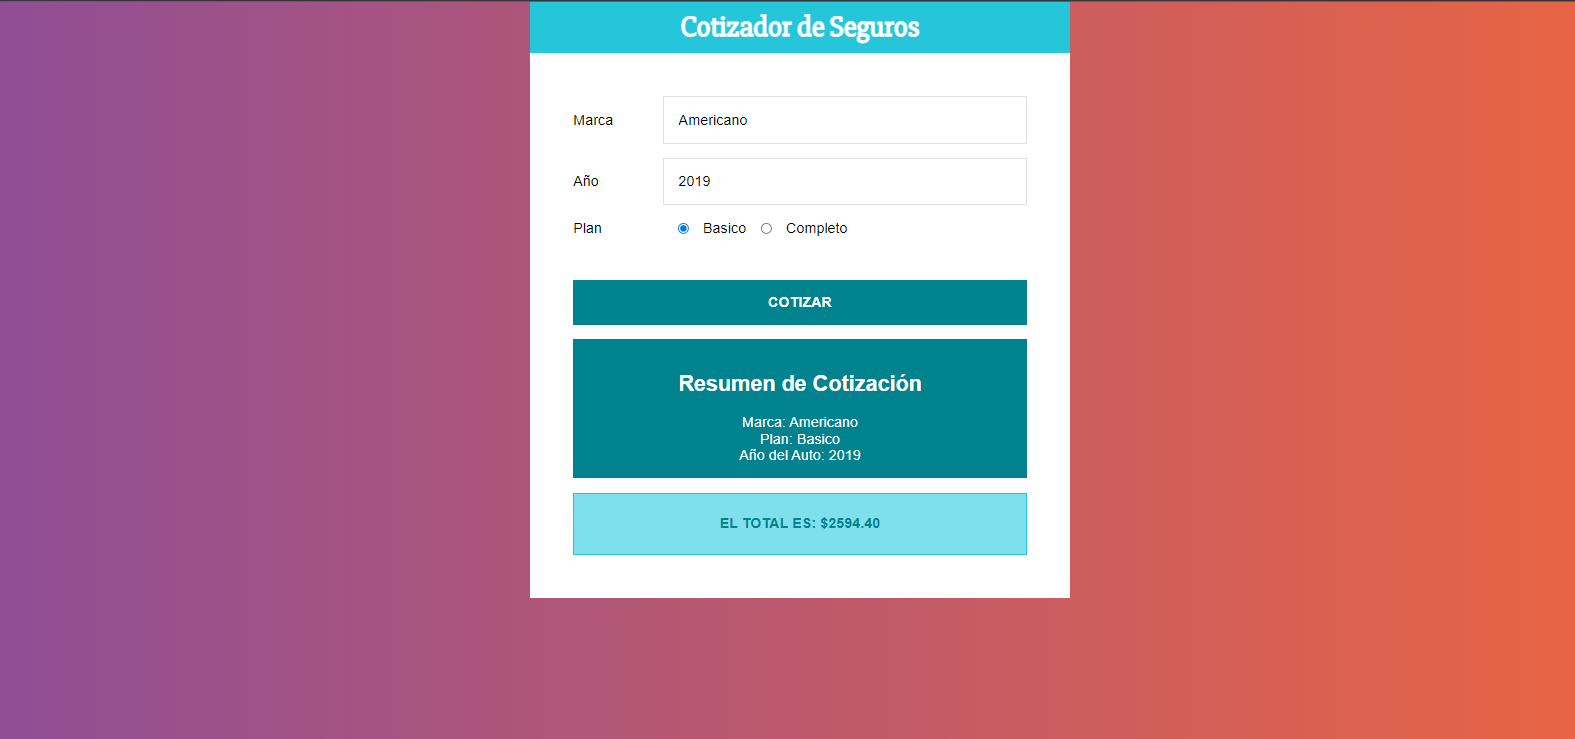 Cotizador de Seguros
Marca
Americano
Año
2019
Plan
Basico
Completo
COTIZAR
Resumen de Cotización
Marca: Americano
Plan: Basico
Año del Auto: 2019
EL TOTAL ES: $2594.40